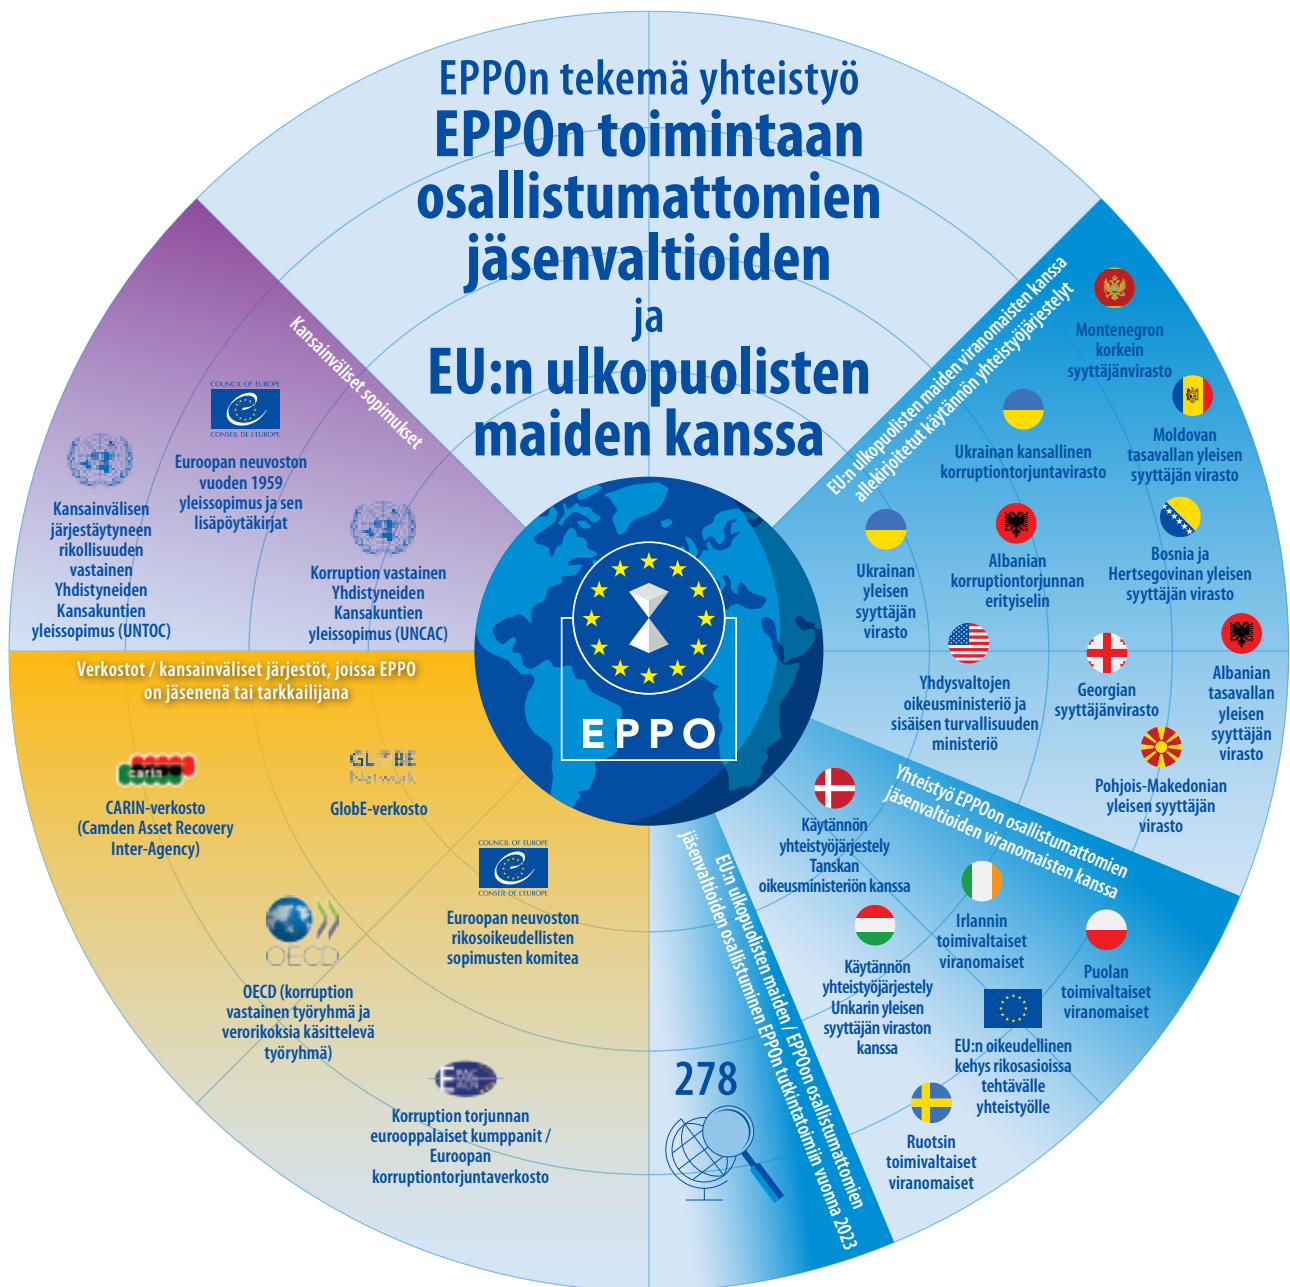 EPPOn tekemä yhteistyö
EPPOn toimintaan
osallistumattomien
jäsenvaltioiden
ja
EU:n ulkopuolisten
maiden kanssa
Kansainväliset sopimukset
COUNCIL OF EUROPE
CONSEIL DE L'EUROPE
Euroopan neuvoston
vuoden 1959
yleissopimus ja sen
lisäpöytäkirjat
Kansainvälisen
järjestäytyneen
rikollisuuden
vastainen
Yhdistyneiden
Kansakuntien
yleissopimus (UNTOC)
Korruption vastainen
Yhdistyneiden
Kansakuntien
yleissopimus (UNCAC)
EU:n ulkopuolisten maiden viranomaisten kanssa
allekirjoitetut käytännön yhteistyöjärjestelyt
Montenegron
korkein
syyttäjänvirasto
Ukrainan kansallinen
korruptiontorjuntavirasto
Moldovan
tasavallan yleisen
syyttäjän virasto
Ukrainan
yleisen
syyttäjän
virasto
Albanian
korruptiontorjunnan
erityiselin
Bosnia ja
Hertsegovinan yleisen
syyttäjän virasto
Yhdysvaltojen
oikeusministeriö ja
sisäisen turvallisuuden
ministeriö
Georgian
syyttäjänvirasto
Albanian
tasavallan
yleisen
syyttäjän
virasto
Pohjois-Makedonian
yleisen syyttäjän
virasto
EPPO
Verkostot / kansainväliset järjestöt, joissa EPPO
on jäsenenä tai tarkkailijana
carin
CARIN-verkosto
(Camden Asset Recovery
Inter-Agency)
GLOBE
Network
GlobE-verkosto
COUNCIL OF EUROPE
CONSEIL DE L'EUROPE
Euroopan neuvoston
rikosoikeudellisten
sopimusten komitea
OECD
OECD (korruption
vastainen työryhmä ja
verorikoksia käsittelevä
työryhmä)
Korruption torjunnan
eurooppalaiset kumppanit /
Euroopan
korruptiontorjuntaverkosto
EU:n ulkopuolisten maiden / EPPOon osallistumattomien
jäsenvaltioiden osallistuminen EPPOn tutkintatoimiin vuonna 2023
278
Yhteistyö EPPOon osallistumattomien
jäsenvaltioiden viranomaisten kanssa
Käytännön
yhteistyöjärjestely
Tanskan
oikeusministeriön kanssa
Irlannin
toimivaltaiset
viranomaiset
Puolan
toimivaltaiset
viranomaiset
Käytännön
yhteistyöjärjestely
Unkarin yleisen
syyttäjän viraston
kanssa
EU:n oikeudellinen
kehys rikosasioissa
tehtävälle
yhteistyölle
Ruotsin
toimivaltaiset
viranomaiset